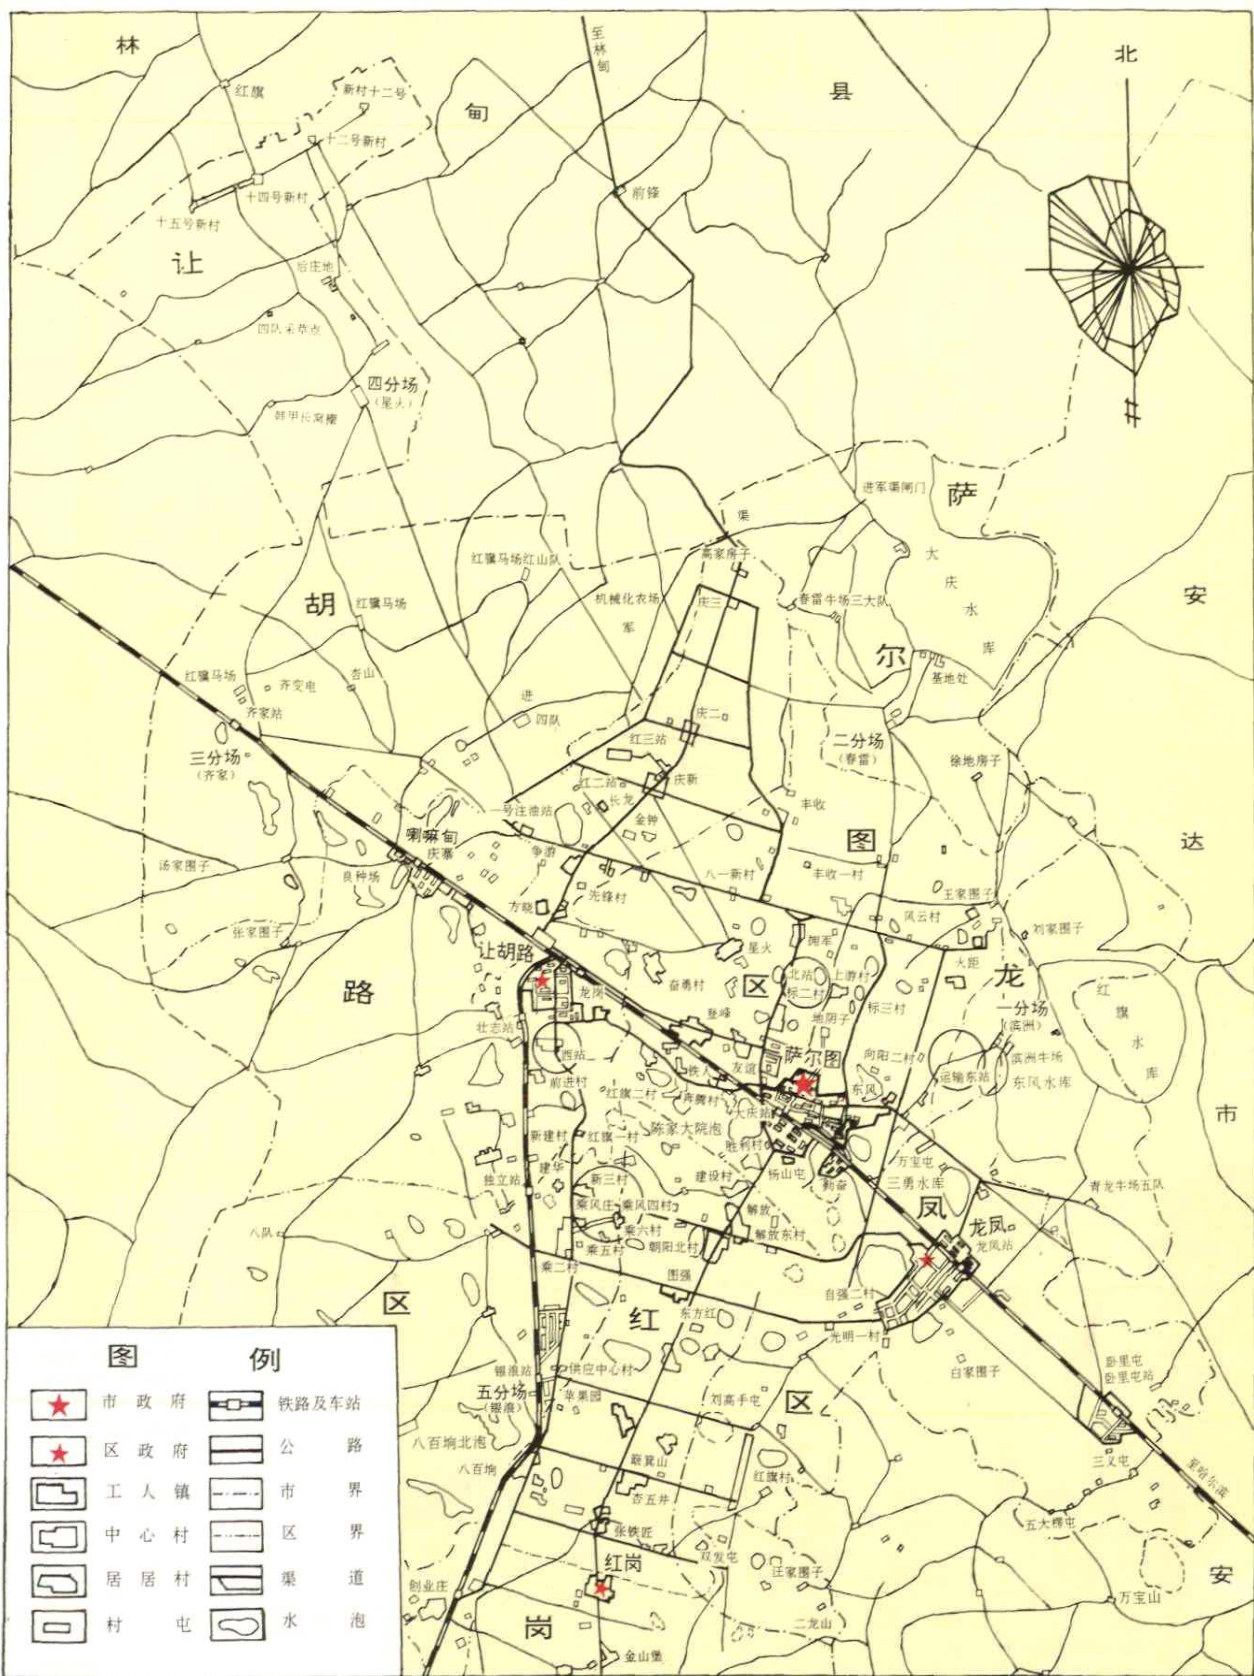 林
北
至林甸
县
红旗
新村十二号
甸
十二号新村
十四号新村
前锋
十五号新村
让
后庄地
四队采草点
四分场
(星火)
韩甲长窝棚
进军渠闸门
萨
渠
大庆水库
高家房子
红骥马场红山队
安
胡
红骥马场
机械化农场
庆三
春雷牛场三大队
军
尔
基地处
红骥马场
齐变电
杏山
进
齐家站
四队
庆二
三分场
(齐家)
红三站
二分场
(春雷)
徐地房子
红二站
庆新
一号注油站
长龙
丰收
金钟
喇嘛甸
庆寨
图
达
汤家围子
争游
良种场
八一新村
丰收一村
先锋村
王家围子
方晓
风云村
张家围子
拥军
刘家围子
让胡路
星火
火距
路
龙岗
奋勇村
区
北站
上游村
龙
标二村
标三村
一分场
(滨洲)
红旗水库
登峰
地阴子
壮志站
萨尔图
西站
铁人
友谊
向阳二村
滨洲牛场
前进村
运输东站
东风水库
红旗二村
奔腾村
东风
市
大庆站
陈家大院泡
新建村
红旗一村
胜利村
万宝屯
建华
杨山屯
独立站
新三村
建设村
勤奋
三勇水库
青龙牛场五队
乘风庄
乘风四村
解放
凤
龙凤
八队
乘六村
解放东村
龙凤站
乘五村
朝阳北村
乘二村
图强
自强二村
区
红
东方红
光明一村
图例
银浪站
供应中心村
白家围子
卧里屯
卧里屯站
五分场
(银浪)
苹果园
刘高手屯
区
市政府
铁路及车站
八百垧北泡
区政府
公路
八百垧
簸箕山
红旗村
三义屯
至哈尔滨
工人镇
市界
杏五井
中心村
区界
张铁匠
五大楞屯
双发屯
红岗
汪家围子
居居村
渠道
创业庄
安
万宝山
村屯
水泡
岗
二龙山
金山堡